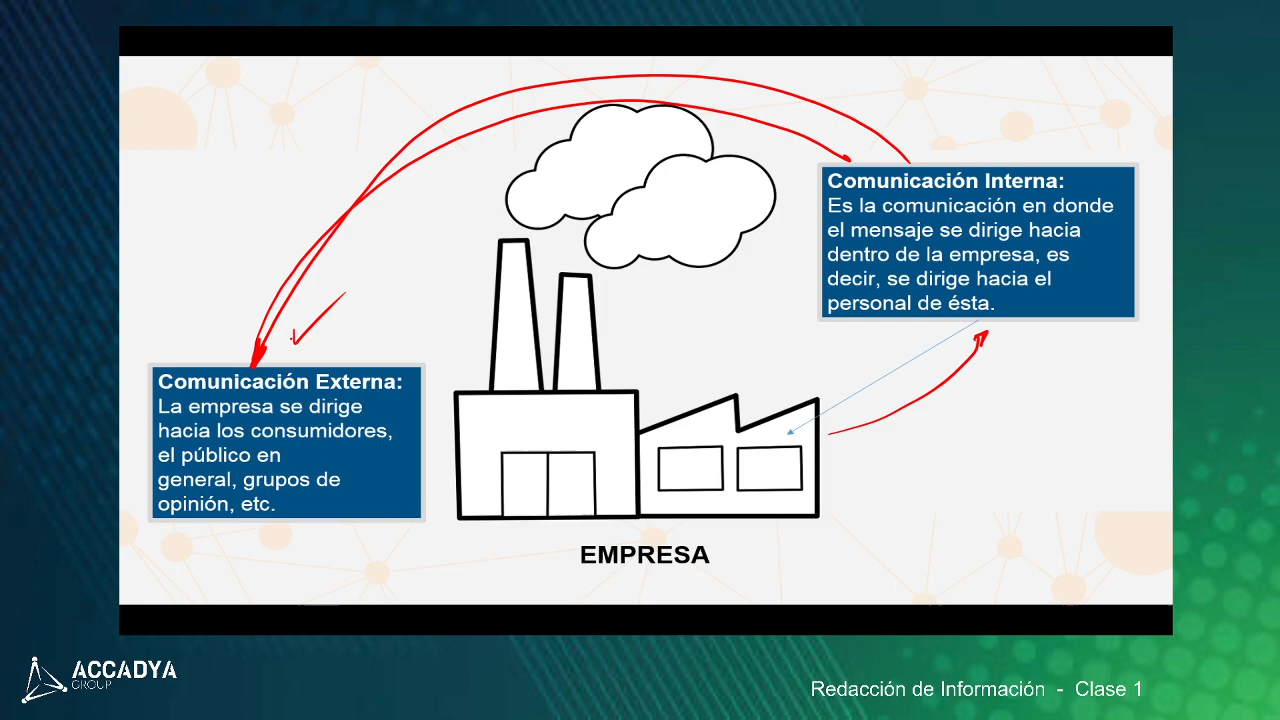 Comunicación Interna:
Es la comunicación en donde
el mensaje se dirige hacia
dentro de la empresa, es
decir, se dirige hacia el
personal de ésta.
Comunicación Externa:
La empresa se dirige
hacia los consumidores,
el público en
general, grupos de
opinión, etc.
EMPRESA
ACCADYA
GROUP
Redacción de Información - Clase 1